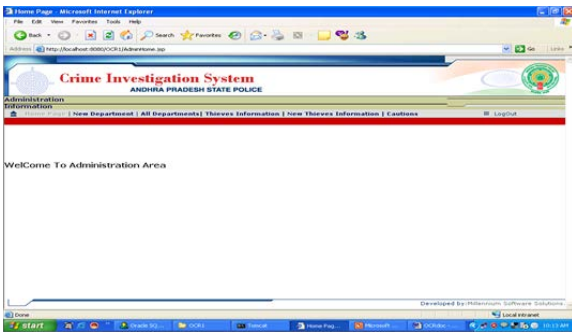 Home Page - Microsoft Internet Explorer
File Edit View Favorites Tools Help
Back Search Favorites
Address http://localhost:8080/OCR1/AdminHome.jsp Go Links
Crime Investigation System
ANDHRA PRADESH STATE POLICE
Administration
Information
Home Page | New Department | All Departments| Thieves Information | New Thieves Information | Cautions LogOut
WelCome To Administration Area
Developed by:Millennium Software Solutions.
Done Local intranet
start Oracle SQ... OCR1 Tomcat Home Pag... Microsoft ... 10:13 AM